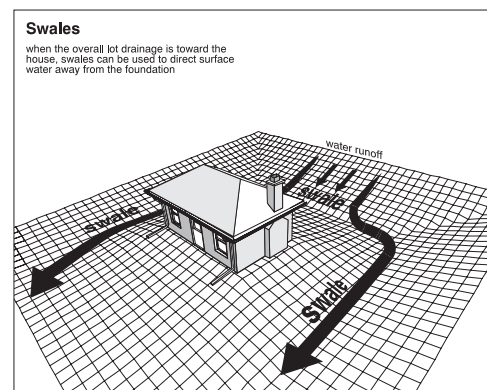 Swales
when the overall lot drainage is toward the
house, swales can be used to direct surface
water away from the foundation
water runoff
swale
swale
Swale